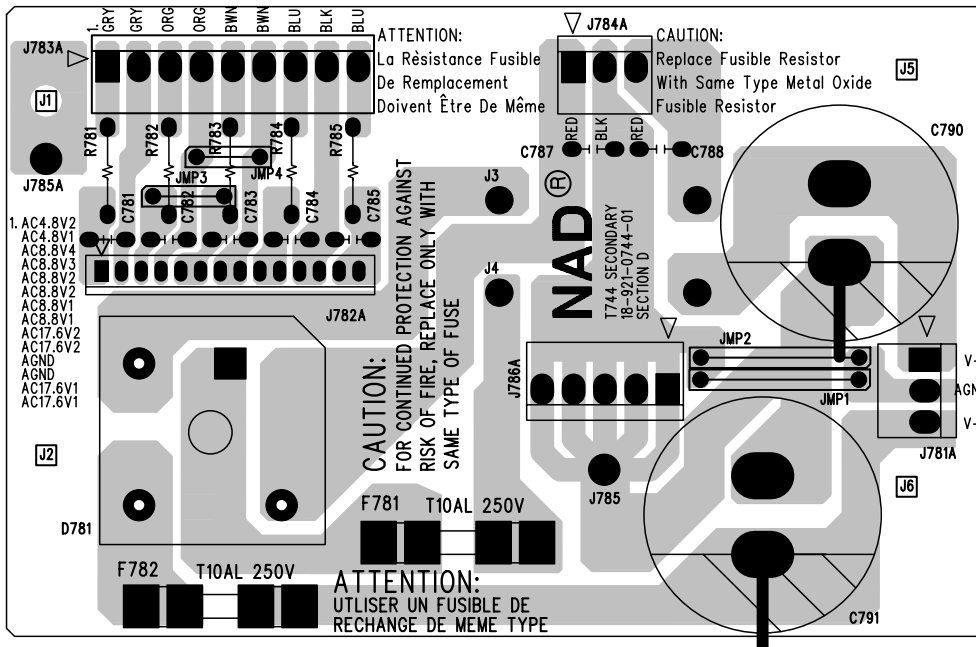 1.
GRY
GRY
ORG
ORG
BWN
BWN
BLU
BLK
BLU
J783A
ATTENTION:
La Rèsistance Fusible
De Remplacement
Doivent Être De Même
J784A
CAUTION:
Replace Fusible Resistor
With Same Type Metal Oxide
Fusible Resistor
J5
J1
R781
R782
R783
R784
R785
RED
BLK
RED
C787
C788
C790
J785A
JMP4
JMP3
C781
C782
C783
C784
C785
J3
J4
NAD®
T744 SECONDARY
18-921-0744-01
SECTION D
1. AC4.8V2
AC4.8V1
AC8.8V4
AC8.8V3
AC8.8V2
AC8.8V2
AC8.8V1
AC8.8V1
AC17.6V2
AC17.6V2
AGND
AGND
AC17.6V1
AC17.6V1
J782A
CAUTION:
FOR CONTINUED PROTECTION AGAINST
RISK OF FIRE, REPLACE ONLY WITH
SAME TYPE OF FUSE
J786A
JMP2
JMP1
V-
AGN
V-
J781A
J2
J785
J6
D781
F781 T10AL 250V
F782 T10AL 250V
ATTENTION:
UTLISER UN FUSIBLE DE
RECHANGE DE MEME TYPE
C791